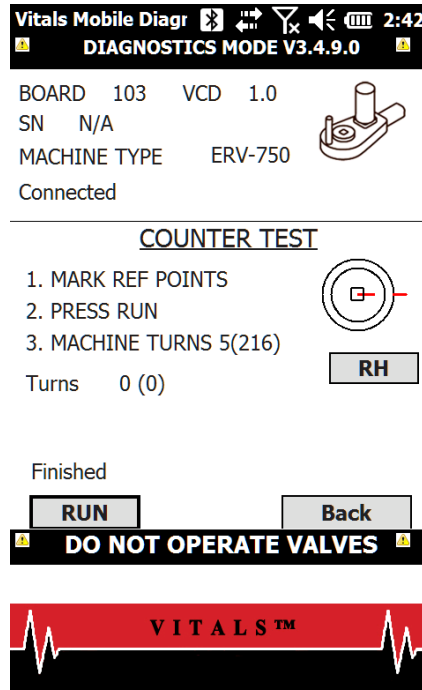 Vitals Mobile Diagr 2:42
DIAGNOSTICS MODE V3.4.9.0
BOARD 103 VCD 1.0
SN N/A
MACHINE TYPE ERV-750
Connected
COUNTER TEST
1. MARK REF POINTS
2. PRESS RUN
3. MACHINE TURNS 5(216)
RH
Turns 0 (0)
Finished
RUN Back
DO NOT OPERATE VALVES
VITALS™